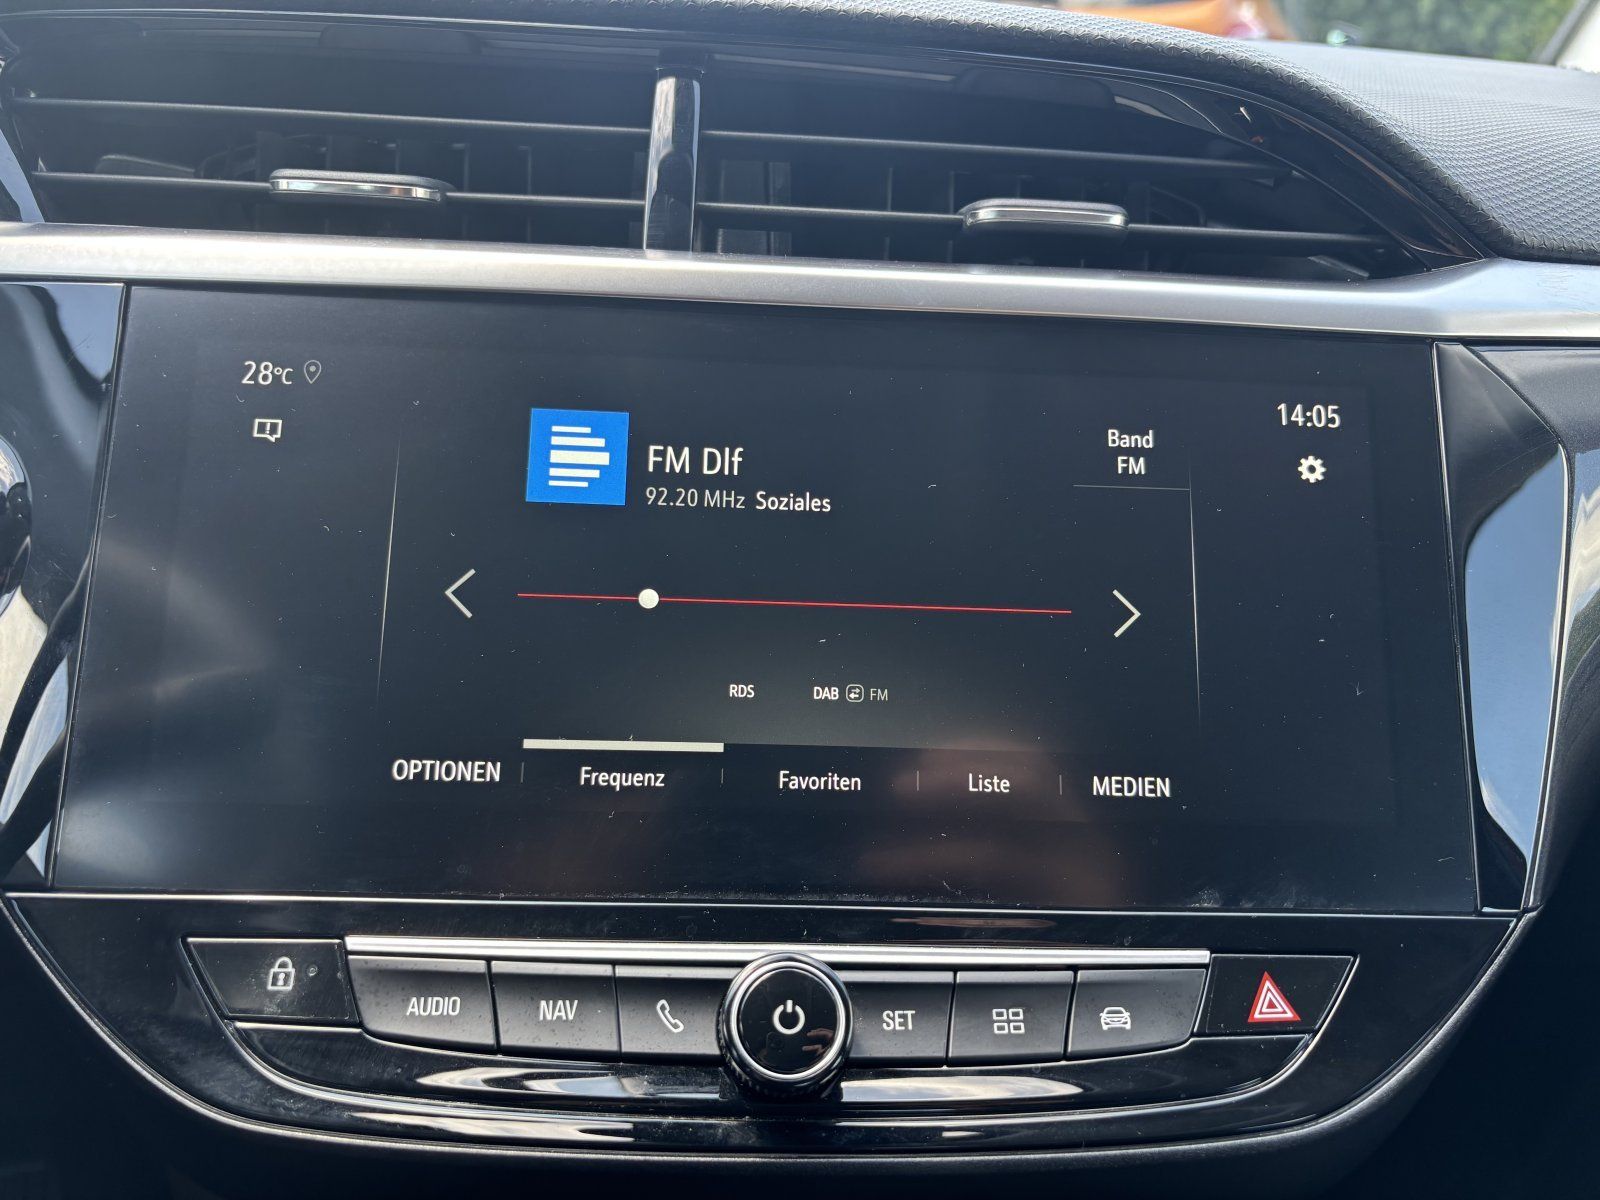 28°C
14:05
FM Dlf
92.20 MHz Soziales
Band
FM
RDS
DAB FM
OPTIONEN
Frequenz
Favoriten
Liste
MEDIEN
AUDIO
NAV
SET